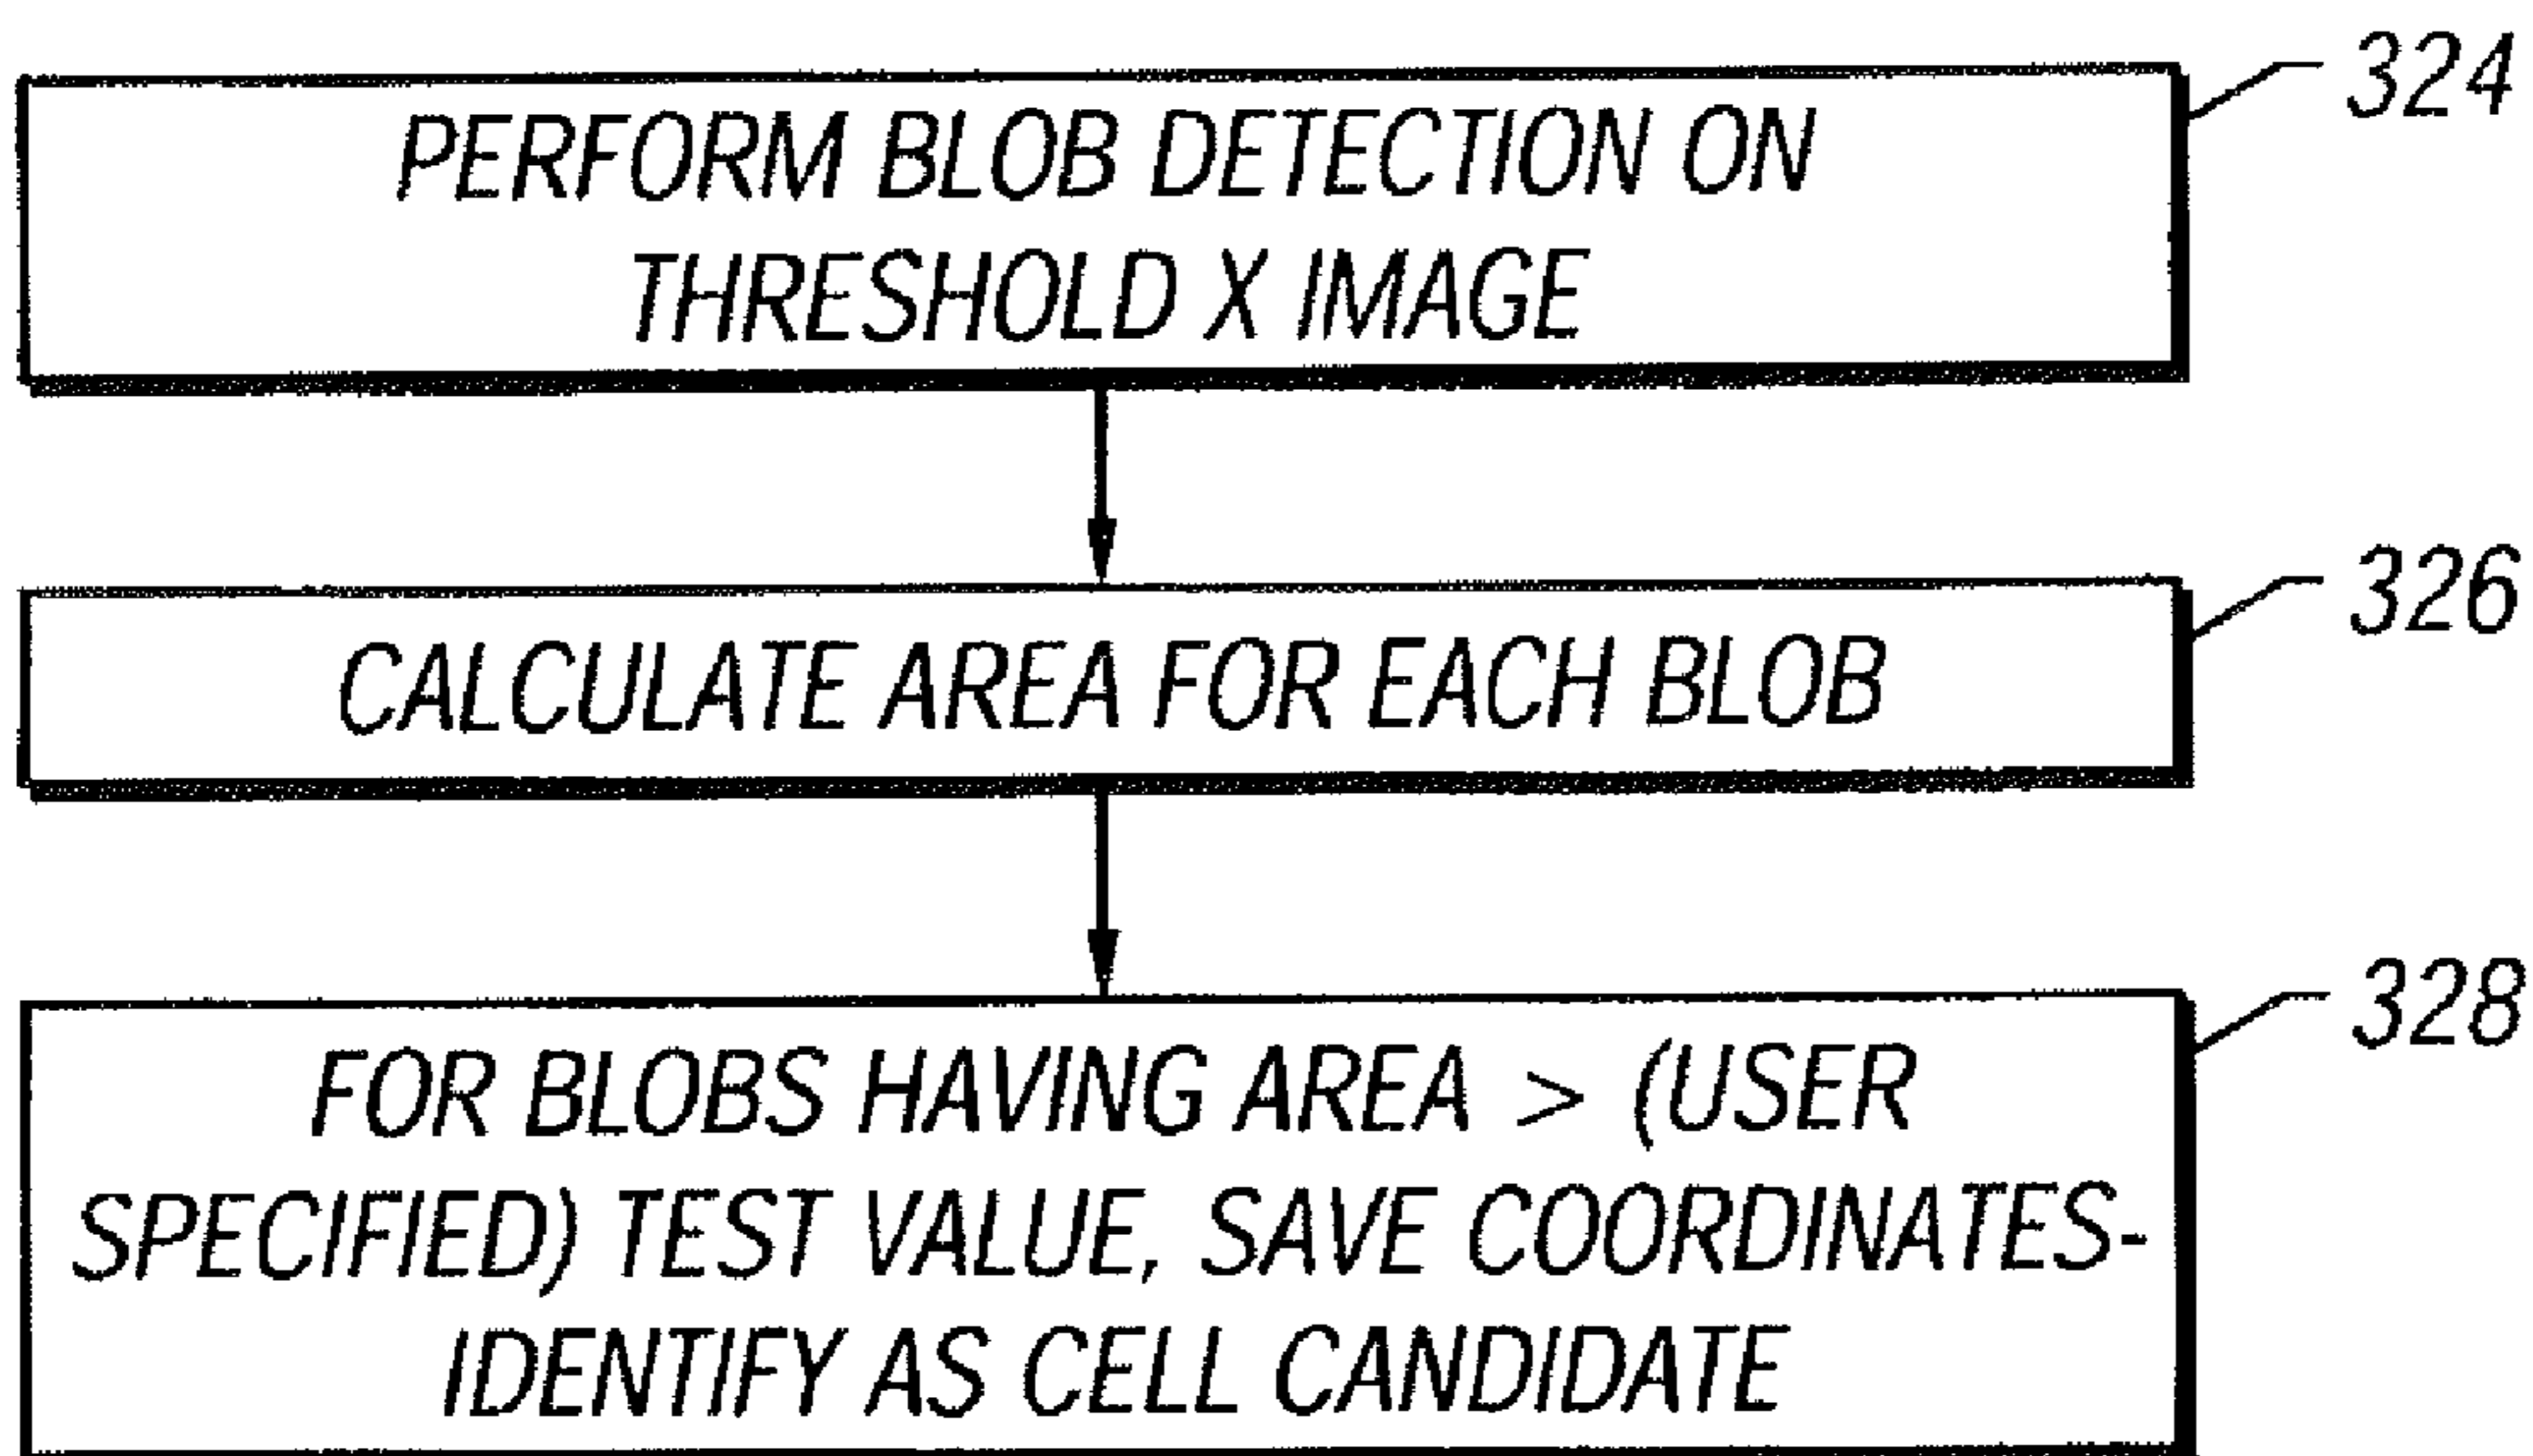 324
PERFORM BLOB DETECTION ON
THRESHOLD X IMAGE
326
CALCULATE AREA FOR EACH BLOB
328
FOR BLOBS HAVING AREA > (USER
SPECIFIED) TEST VALUE, SAVE COORDINATES-
IDENTIFY AS CELL CANDIDATE